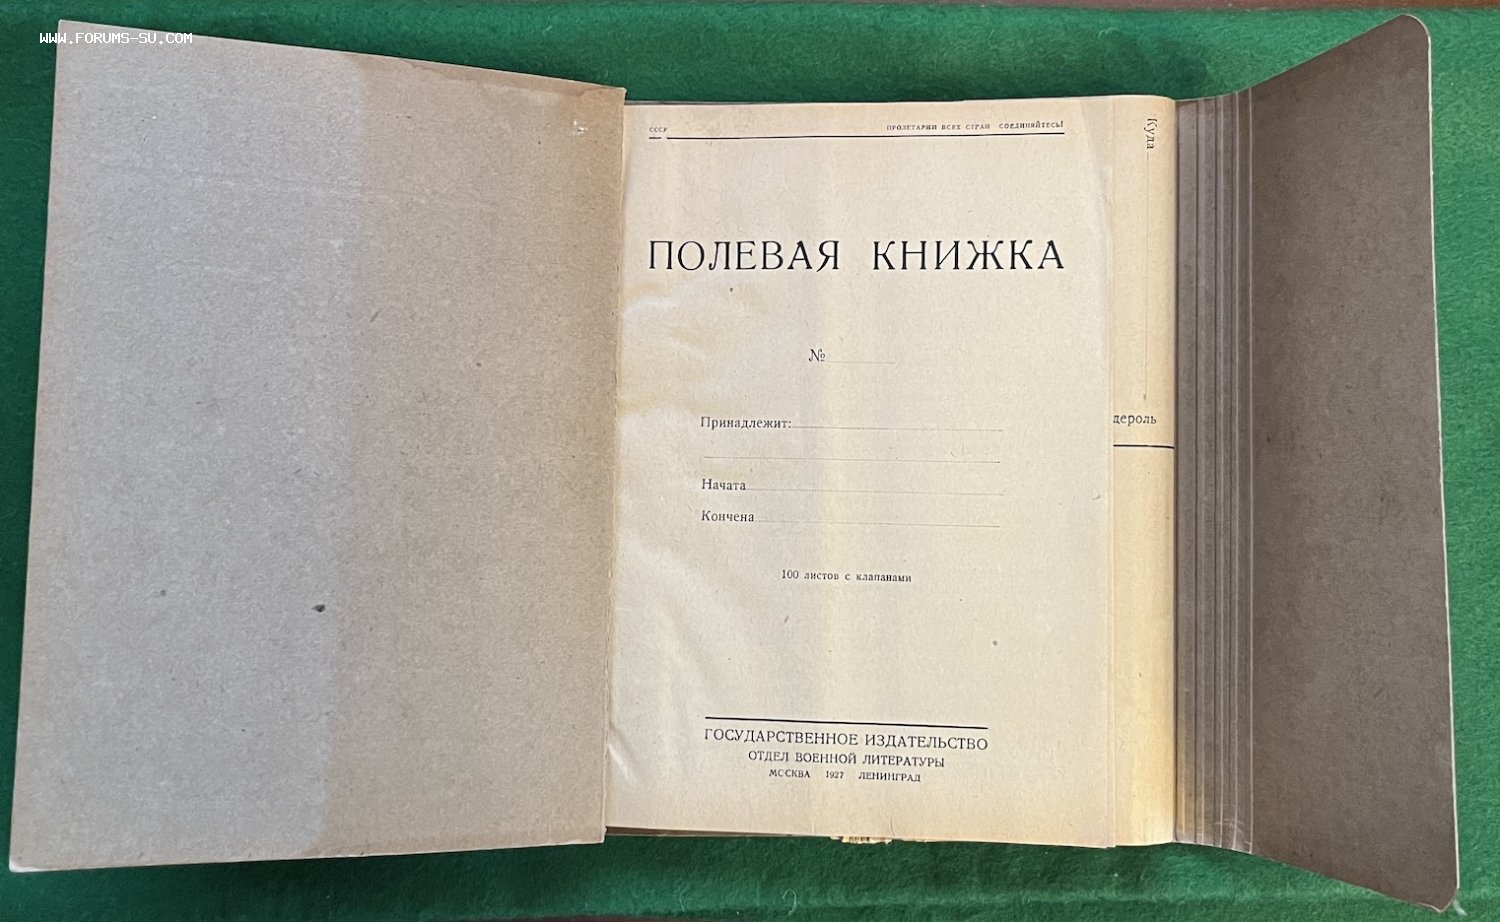 WWW.FORUMS-SU.COM
СССР
ПРОЛЕТАРИИ ВСЕХ СТРАН СОЕДИНЯЙТЕСЬ!
ПОЛЕВАЯ КНИЖКА
№
Принадлежит:
Начата
Кончена
100 листов с клапанами
ГОСУДАРСТВЕННОЕ ИЗДАТЕЛЬСТВО
ОТДЕЛ ВОЕННОЙ ЛИТЕРАТУРЫ
МОСКВА 1927 ЛЕНИНГРАД
Куда
дероль